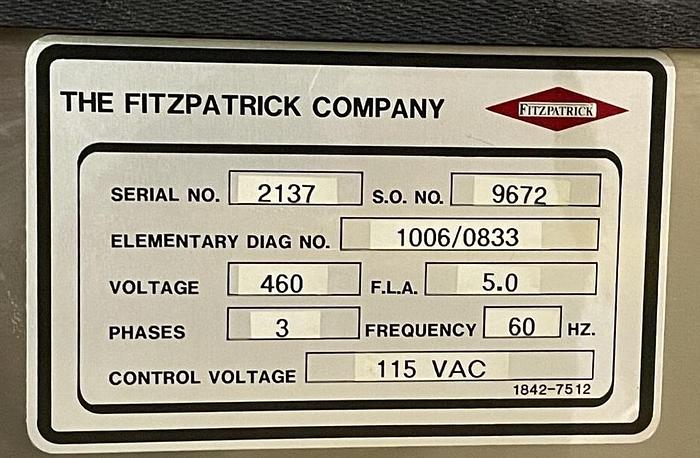 THE FITZPATRICK COMPANY FITZPATRICK
SERIAL NO. 2137 S.O. NO. 9672
ELEMENTARY DIAG NO. 1006/0833
VOLTAGE 460 F.L.A. 5.0
PHASES 3 FREQUENCY 60 HZ.
CONTROL VOLTAGE 115 VAC
1842-7512